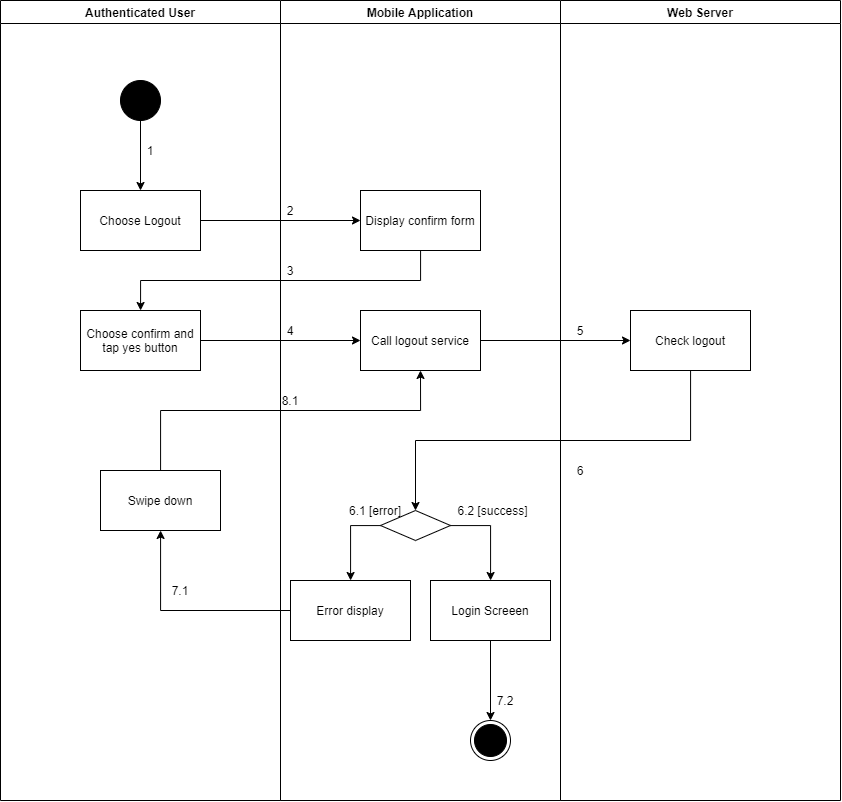 Authenticated User
Mobile Application
Web Server
1
Choose Logout
2
Display confirm form
3
Choose confirm and
tap yes button
4
Call logout service
5
Check logout
8.1
6
Swipe down
6.1 [error]
6.2 [success]
7.1
Error display
Login Screeen
7.2